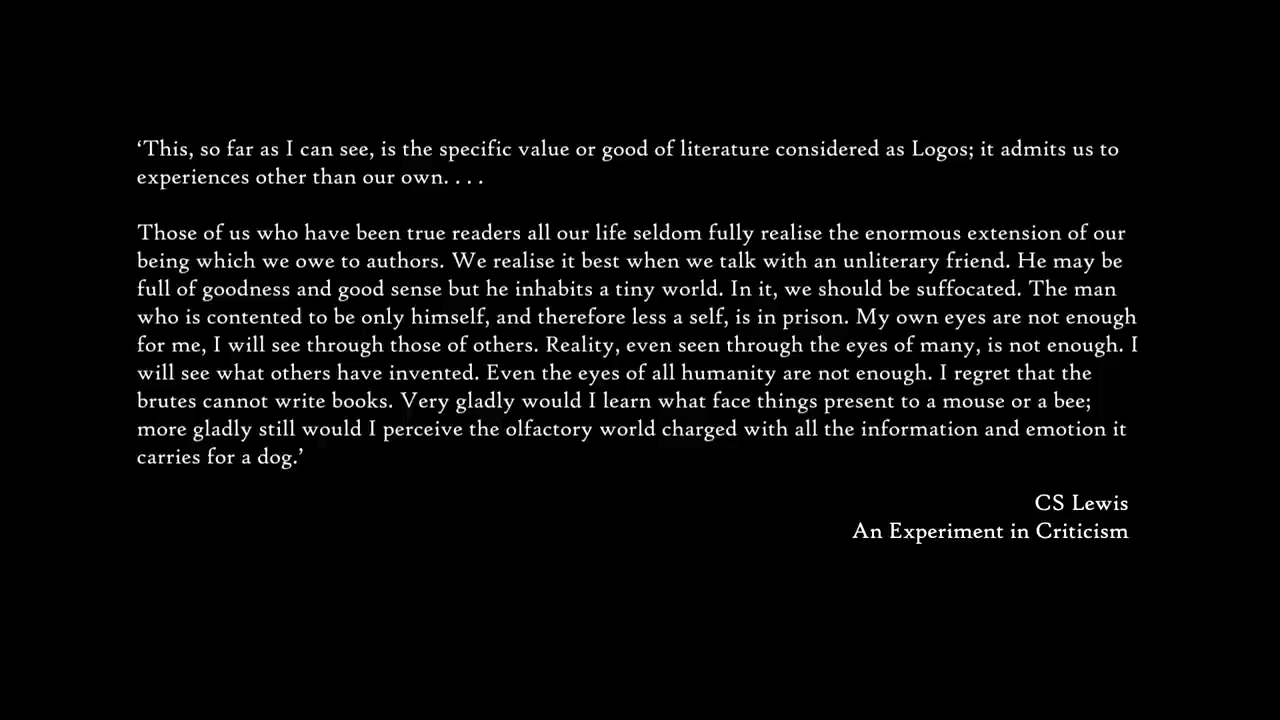 ‘This, so far as I can see, is the specific value or good of literature considered as Logos; it admits us to
experiences other than our own. . . .
Those of us who have been true readers all our life seldom fully realise the enormous extension of our
being which we owe to authors. We realise it best when we talk with an unliterary friend. He may be
full of goodness and good sense but he inhabits a tiny world. In it, we should be suffocated. The man
who is contented to be only himself, and therefore less a self, is in prison. My own eyes are not enough
for me, I will see through those of others. Reality, even seen through the eyes of many, is not enough. I
will see what others have invented. Even the eyes of all humanity are not enough. I regret that the
brutes cannot write books. Very gladly would I learn what face things present to a mouse or a bee;
more gladly still would I perceive the olfactory world charged with all the information and emotion it
carries for a dog.’
CS Lewis
An Experiment in Criticism